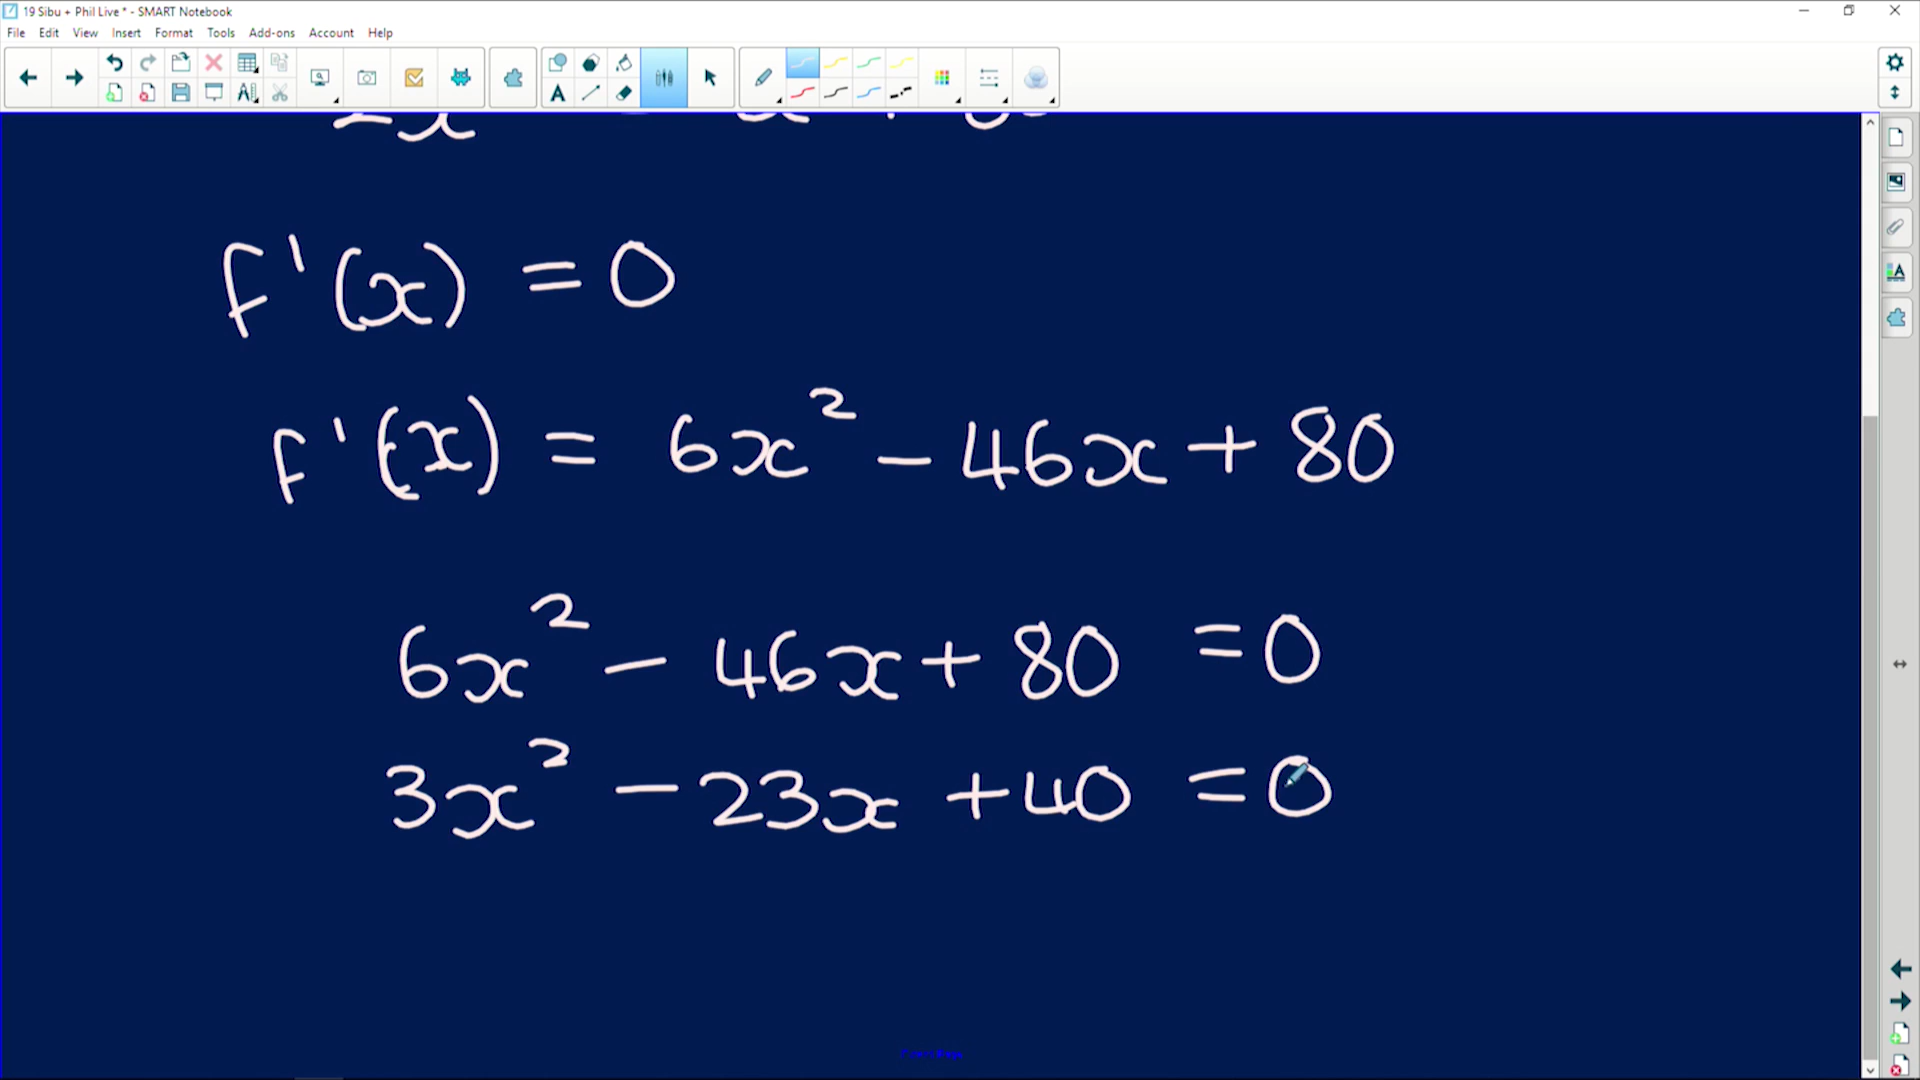 19 Sibu + Phil Live * - SMART Notebook
File Edit View Insert Format Tools Add-ons Account Help
f'(x) = 0
f'(x) = 6x² - 46x + 80
6x² - 46x + 80 = 0
3x² - 23x + 40 = 0